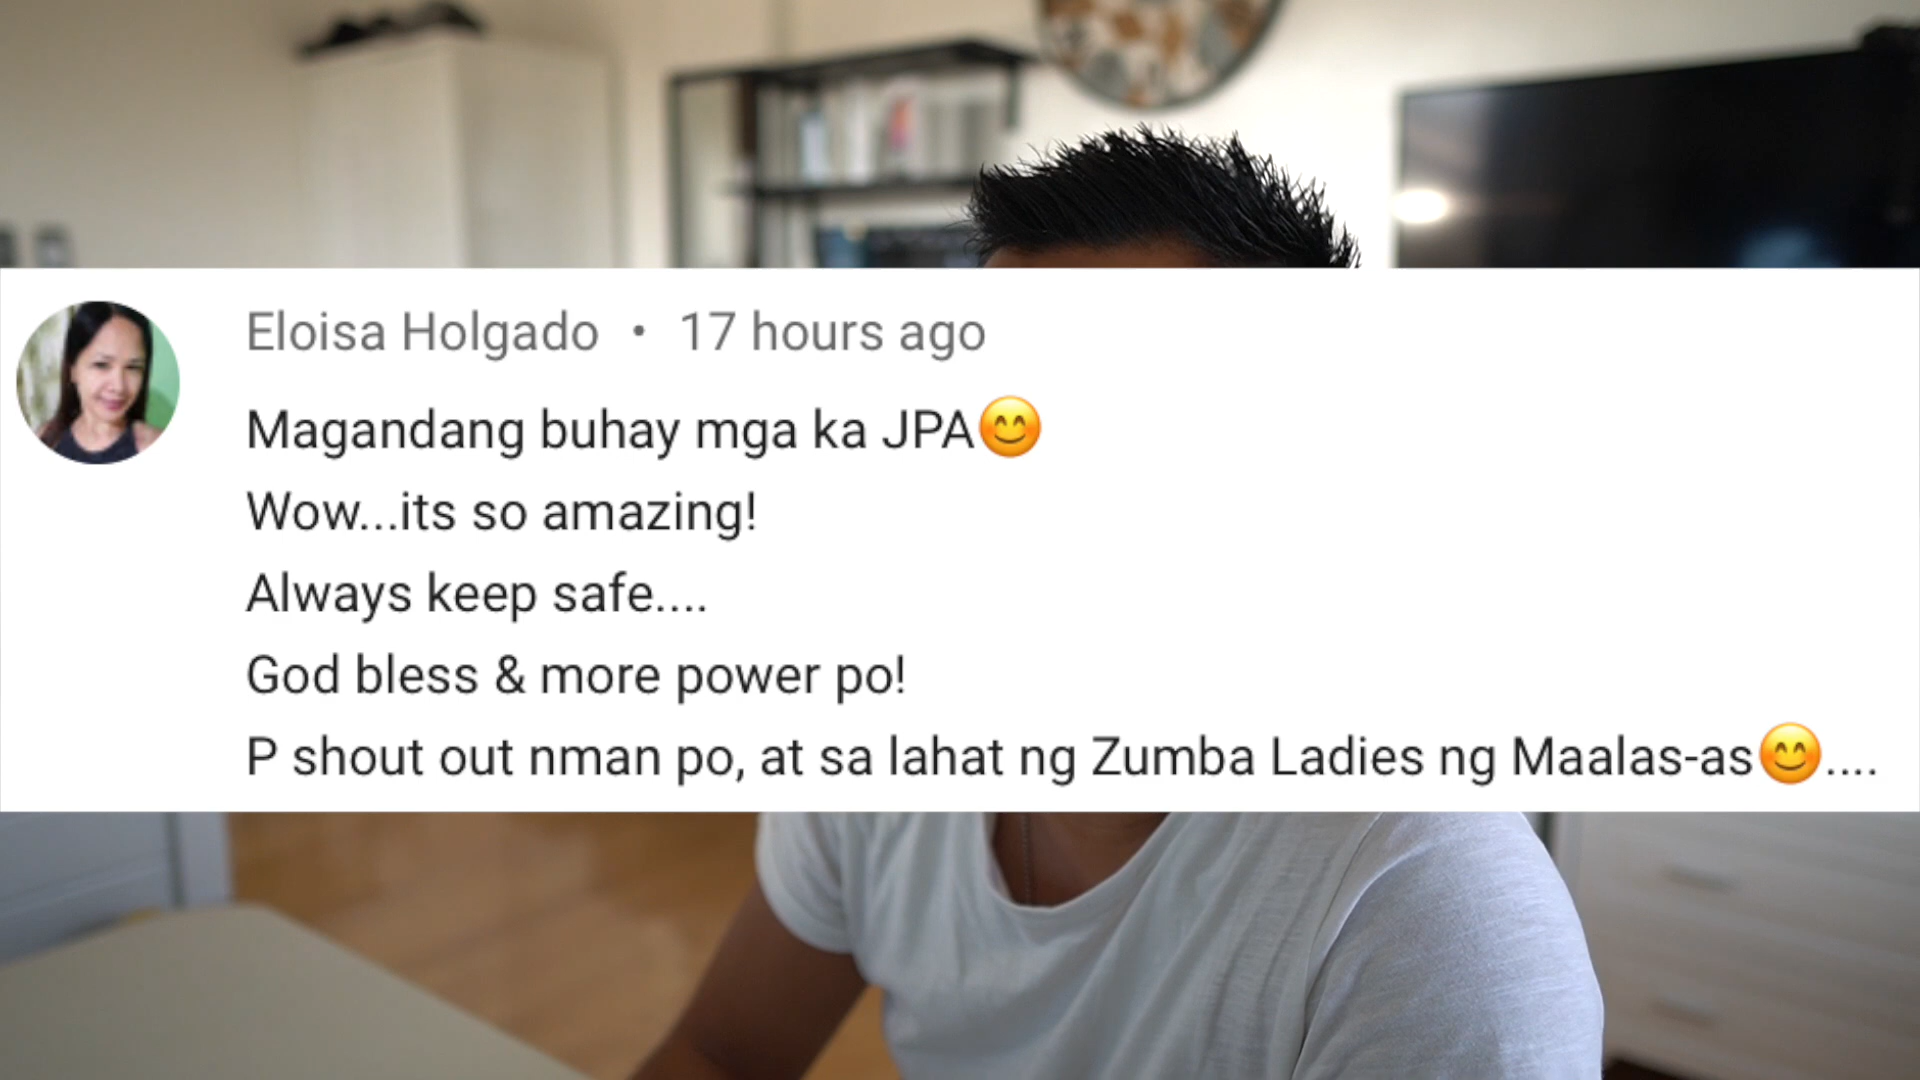 Eloisa Holgado • 17 hours ago
Magandang buhay mga ka JPA😊
Wow...its so amazing!
Always keep safe....
God bless & more power po!
P shout out nman po, at sa lahat ng Zumba Ladies ng Maalas-as😊....